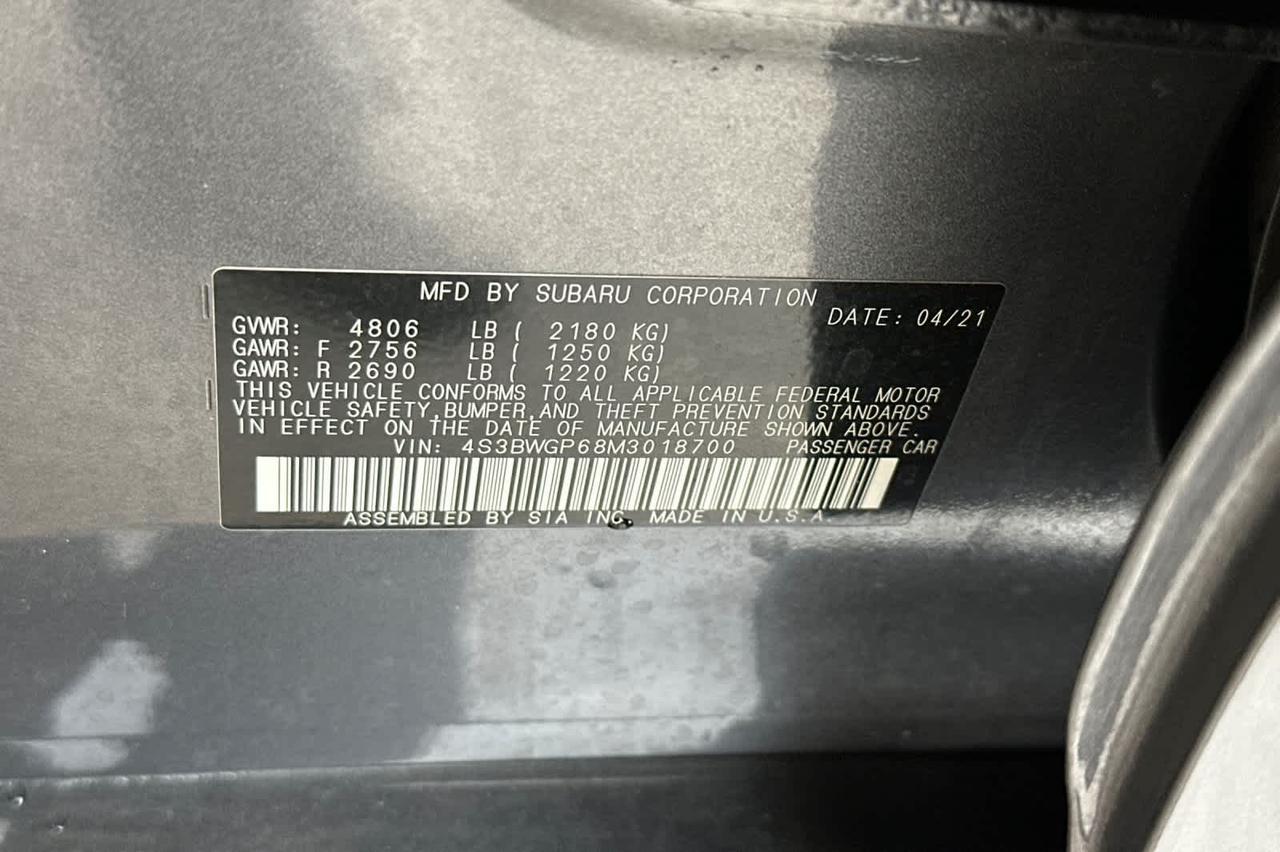 MFD BY SUBARU CORPORATION
DATE: 04/21
GVWR: 4806 LB ( 2180 KG)
GAWR: F 2756 LB ( 1250 KG)
GAWR: R 2690 LB ( 1220 KG)
THIS VEHICLE CONFORMS TO ALL APPLICABLE FEDERAL MOTOR
VEHICLE SAFETY, BUMPER, AND THEFT PREVENTION STANDARDS
IN EFFECT ON THE DATE OF MANUFACTURE SHOWN ABOVE.
VIN: 4S3BWGP68M3018700 PASSENGER CAR
ASSEMBLED BY SIA INC. MADE IN U.S.A.